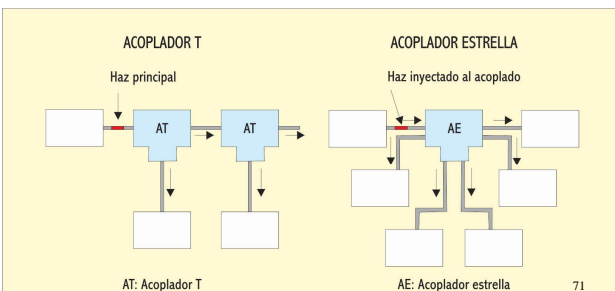 ACOPLADOR T
Haz principal
AT
AT
AT: Acoplador T
ACOPLADOR ESTRELLA
Haz inyectado al acoplado
AE
AE: Acoplador estrella
71